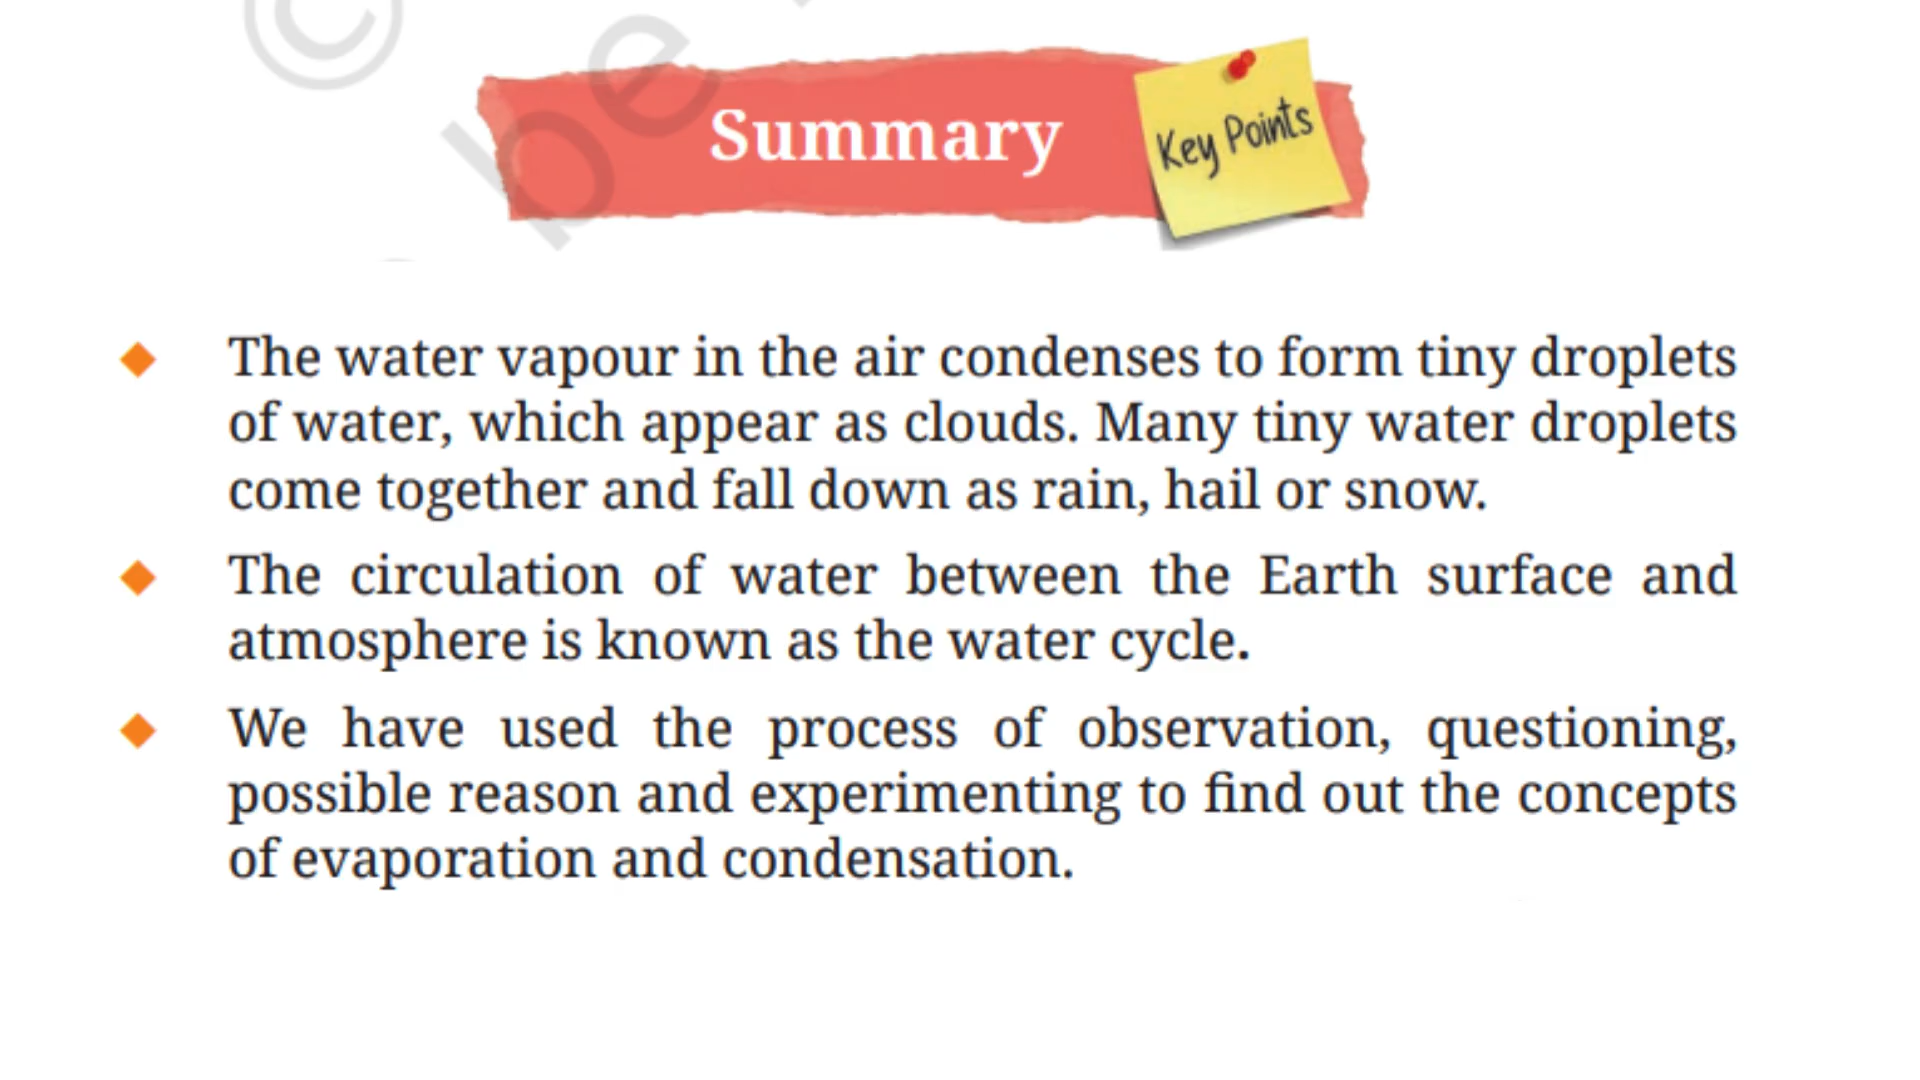 be
Summary
Key Points
The water vapour in the air condenses to form tiny droplets
of water, which appear as clouds. Many tiny water droplets
come together and fall down as rain, hail or snow.
The circulation of water between the Earth surface and
atmosphere is known as the water cycle.
We have used the process of observation, questioning,
possible reason and experimenting to find out the concepts
of evaporation and condensation.